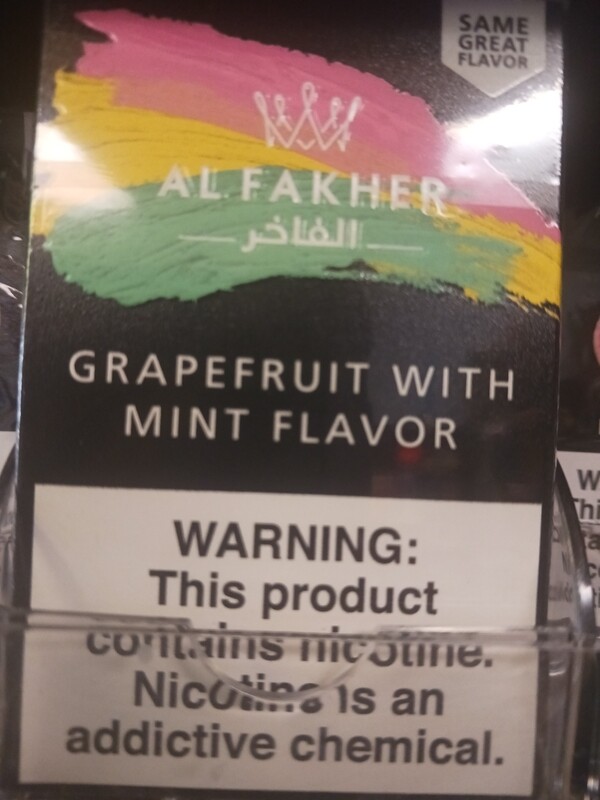 SAME
GREAT
FLAVOR
AL FAKHER
الفاخر
GRAPEFRUIT WITH
MINT FLAVOR
WARNING:
This product
contains nicotine.
Nicotine is an
addictive chemical.